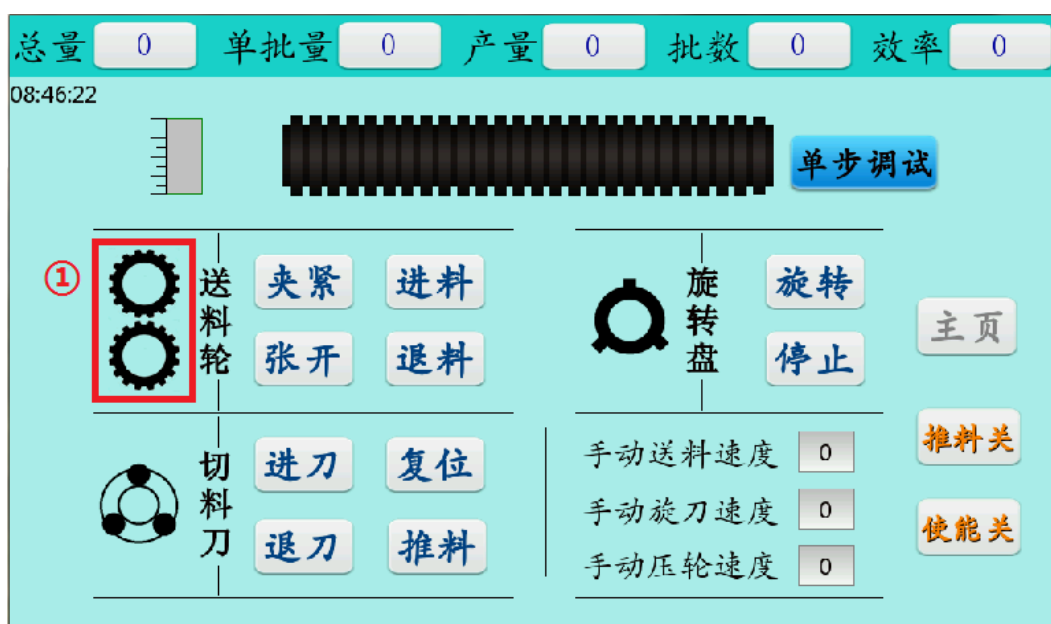 总量 0 单批量 0 产量 0 批数 0 效率 0
08:46:22
单步调试
①
送料轮
夹紧 进料
张开 退料
旋转盘
旋转
停止
主页
切料刀
进刀 复位
退刀 推料
手动送料速度 0
手动旋刀速度 0
手动压轮速度 0
推料关
使能关